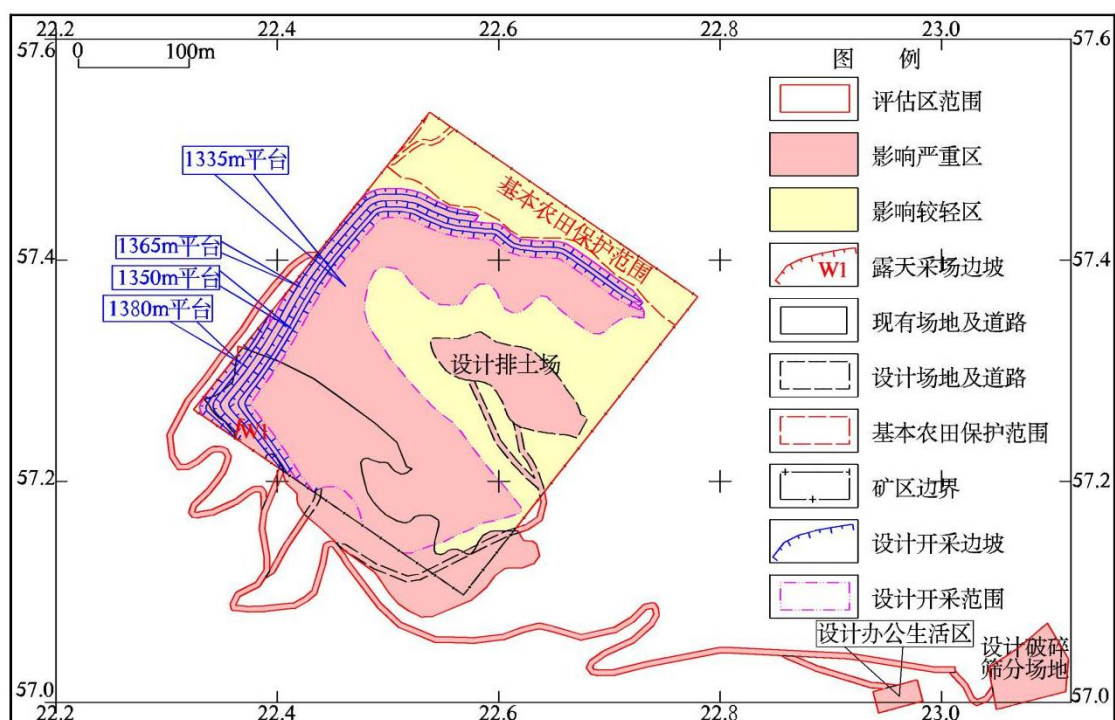 22.2 22.4 22.6 22.8 23.0
57.6 57.6
0 100m
图 例
评估区范围
影响严重区
影响较轻区
W1 露天采场边坡
现有场地及道路
设计场地及道路
基本农田保护范围
矿区边界
设计开采边坡
设计开采范围
1335m平台
基本农田保护范围
57.4 57.4
1365m平台
1350m平台
1380m平台
设计排土场
W1
57.2 57.2
设计办公生活区
设计破碎
筛分场地
57.0 57.0
22.2 22.4 22.6 22.8 23.0